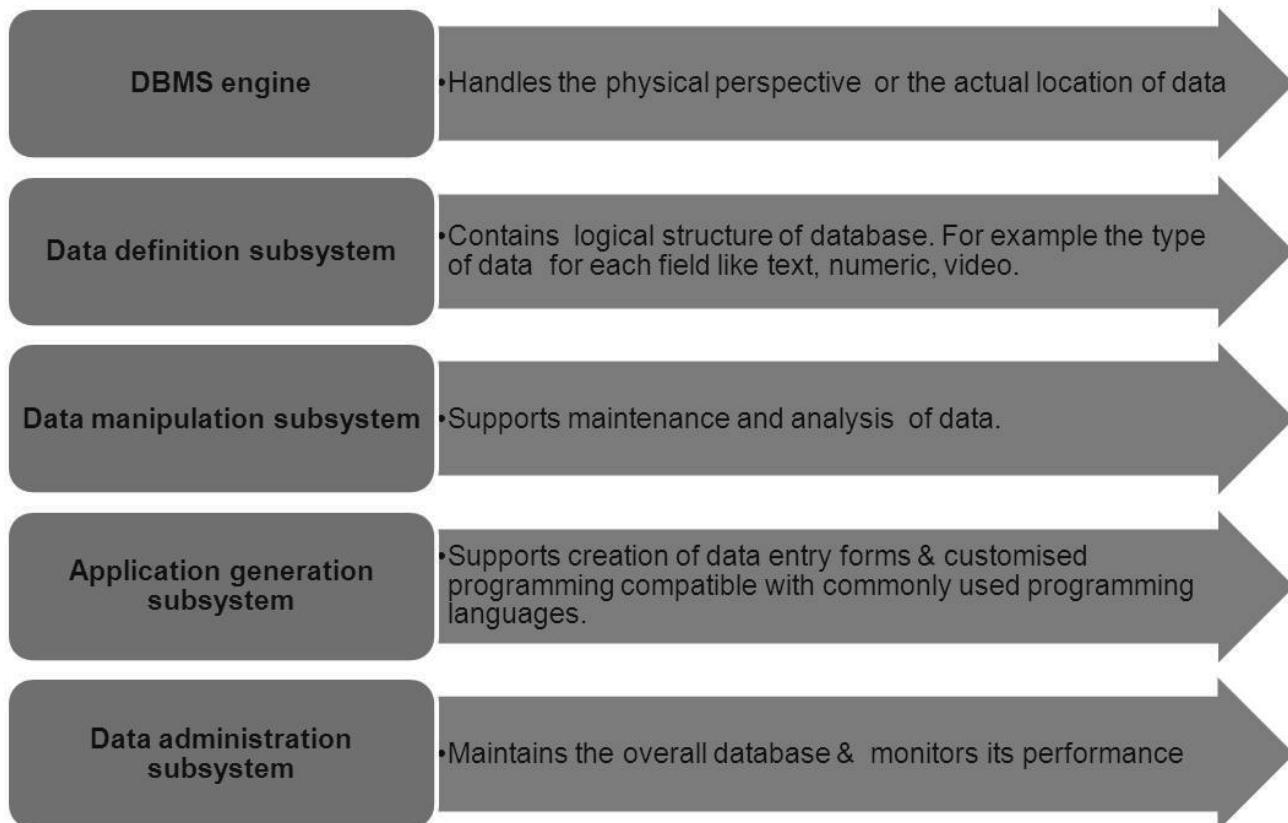 DBMS engine
•Handles the physical perspective or the actual location of data
Data definition subsystem
•Contains logical structure of database. For example the type
of data for each field like text, numeric, video.
Data manipulation subsystem
•Supports maintenance and analysis of data.
Application generation
subsystem
•Supports creation of data entry forms & customised
programming compatible with commonly used programming
languages.
Data administration
subsystem
•Maintains the overall database & monitors its performance